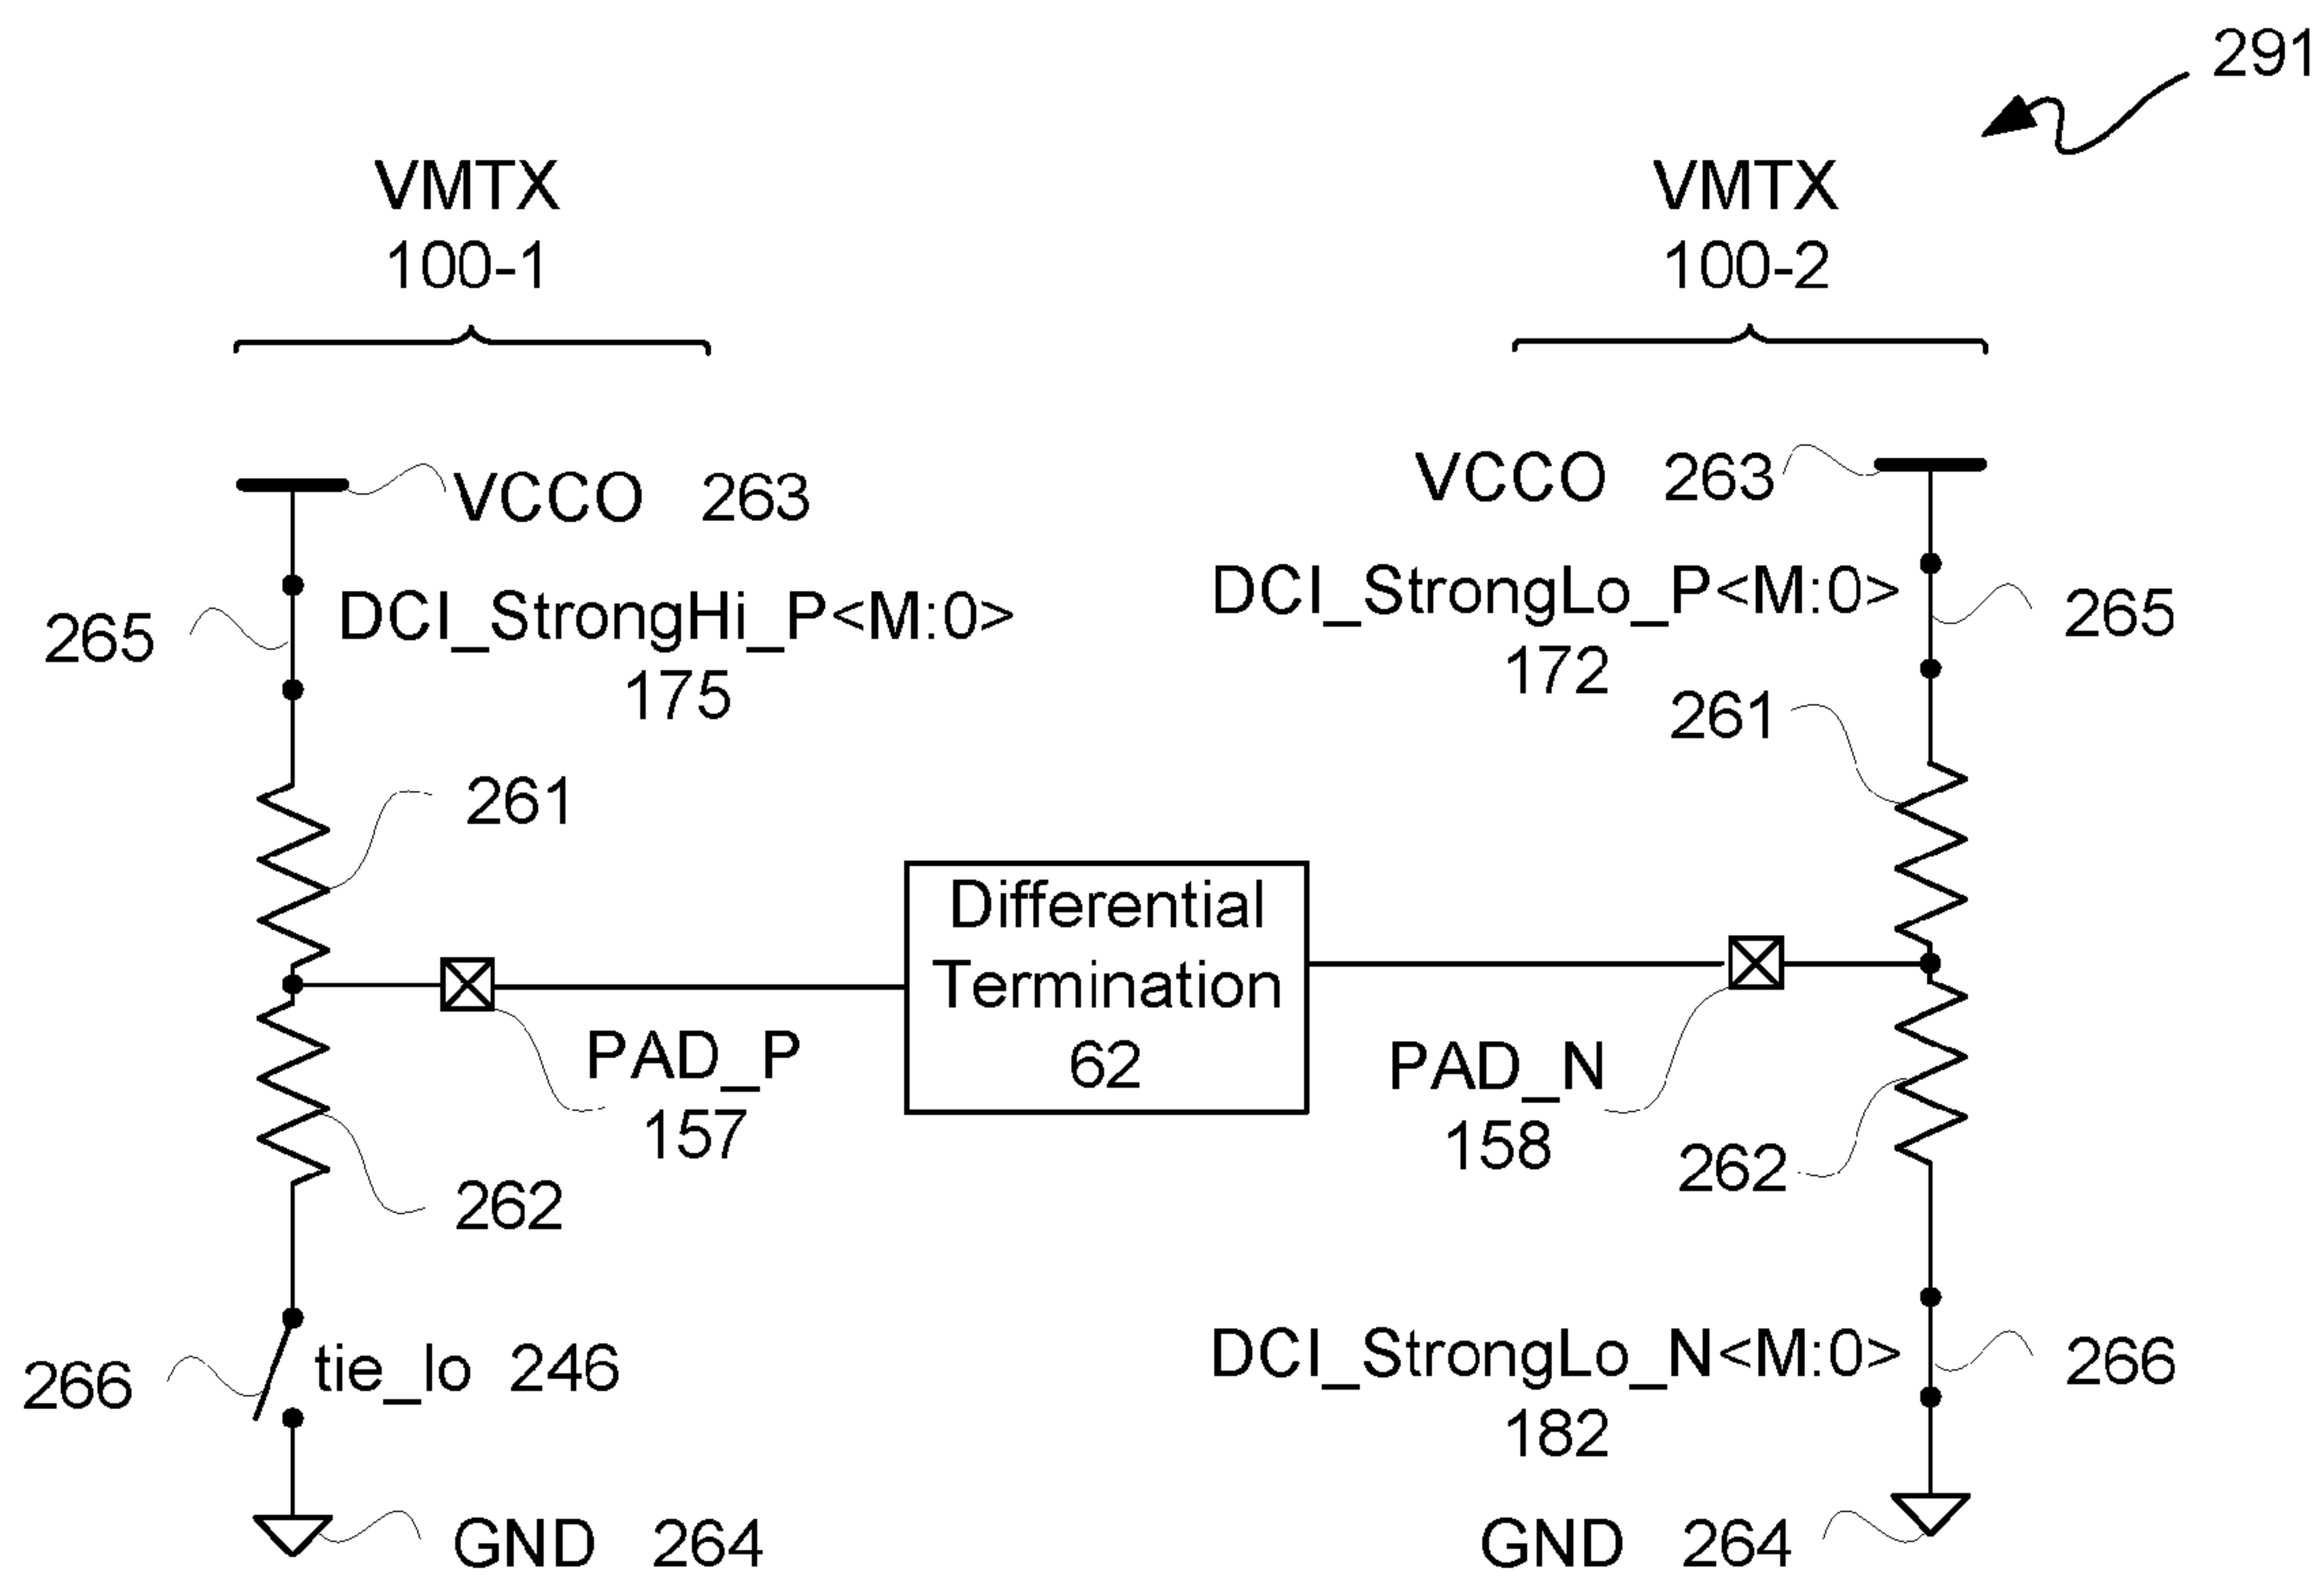 291
VMTX
100-1
VMTX
100-2
VCCO 263
VCCO 263
265
DCI_StrongHi_P<M:0>
175
DCI_StrongLo_P<M:0>
172
265
261
261
Differential
Termination
62
PAD_P
157
PAD_N
158
262
262
266
tie_lo 246
DCI_StrongLo_N<M:0>
182
266
GND 264
GND 264